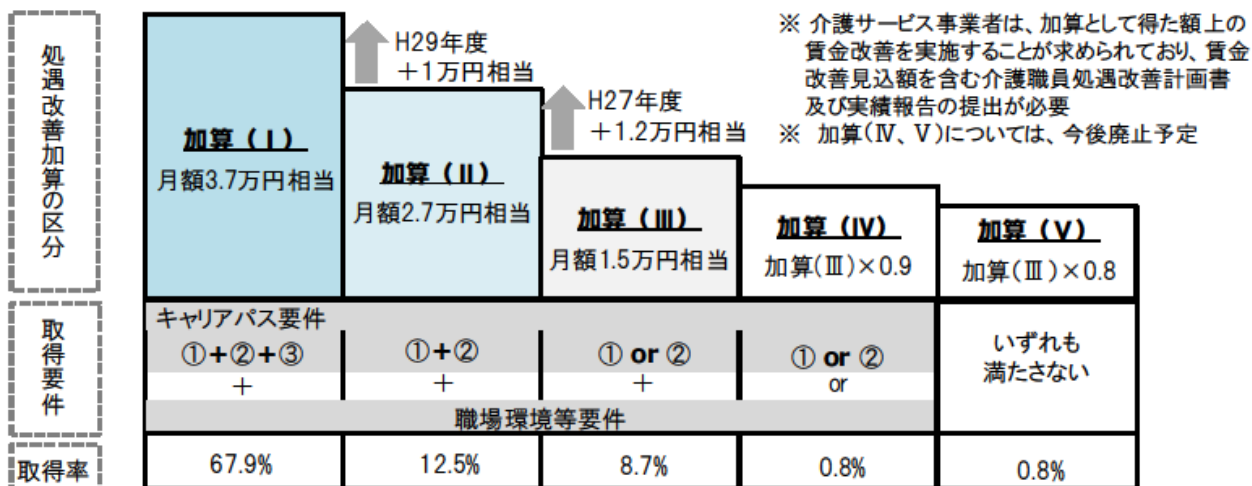 処遇改善加算の区分
加算（Ⅰ）
月額3.7万円相当
H29年度
＋1万円相当
加算（Ⅱ）
月額2.7万円相当
H27年度
＋1.2万円相当
加算（Ⅲ）
月額1.5万円相当
加算（Ⅳ）
加算(Ⅲ)×0.9
加算（Ⅴ）
加算(Ⅲ)×0.8
※ 介護サービス事業者は、加算として得た額上の
賃金改善を実施することが求められており、賃金
改善見込額を含む介護職員処遇改善計画書
及び実績報告の提出が必要
※ 加算(Ⅳ、Ⅴ)については、今後廃止予定
取得要件
キャリアパス要件
①+②+③
①+②
① or ②
① or ②
いずれも
満たさない
＋
＋
＋
or
職場環境等要件
取得率
67.9%
12.5%
8.7%
0.8%
0.8%